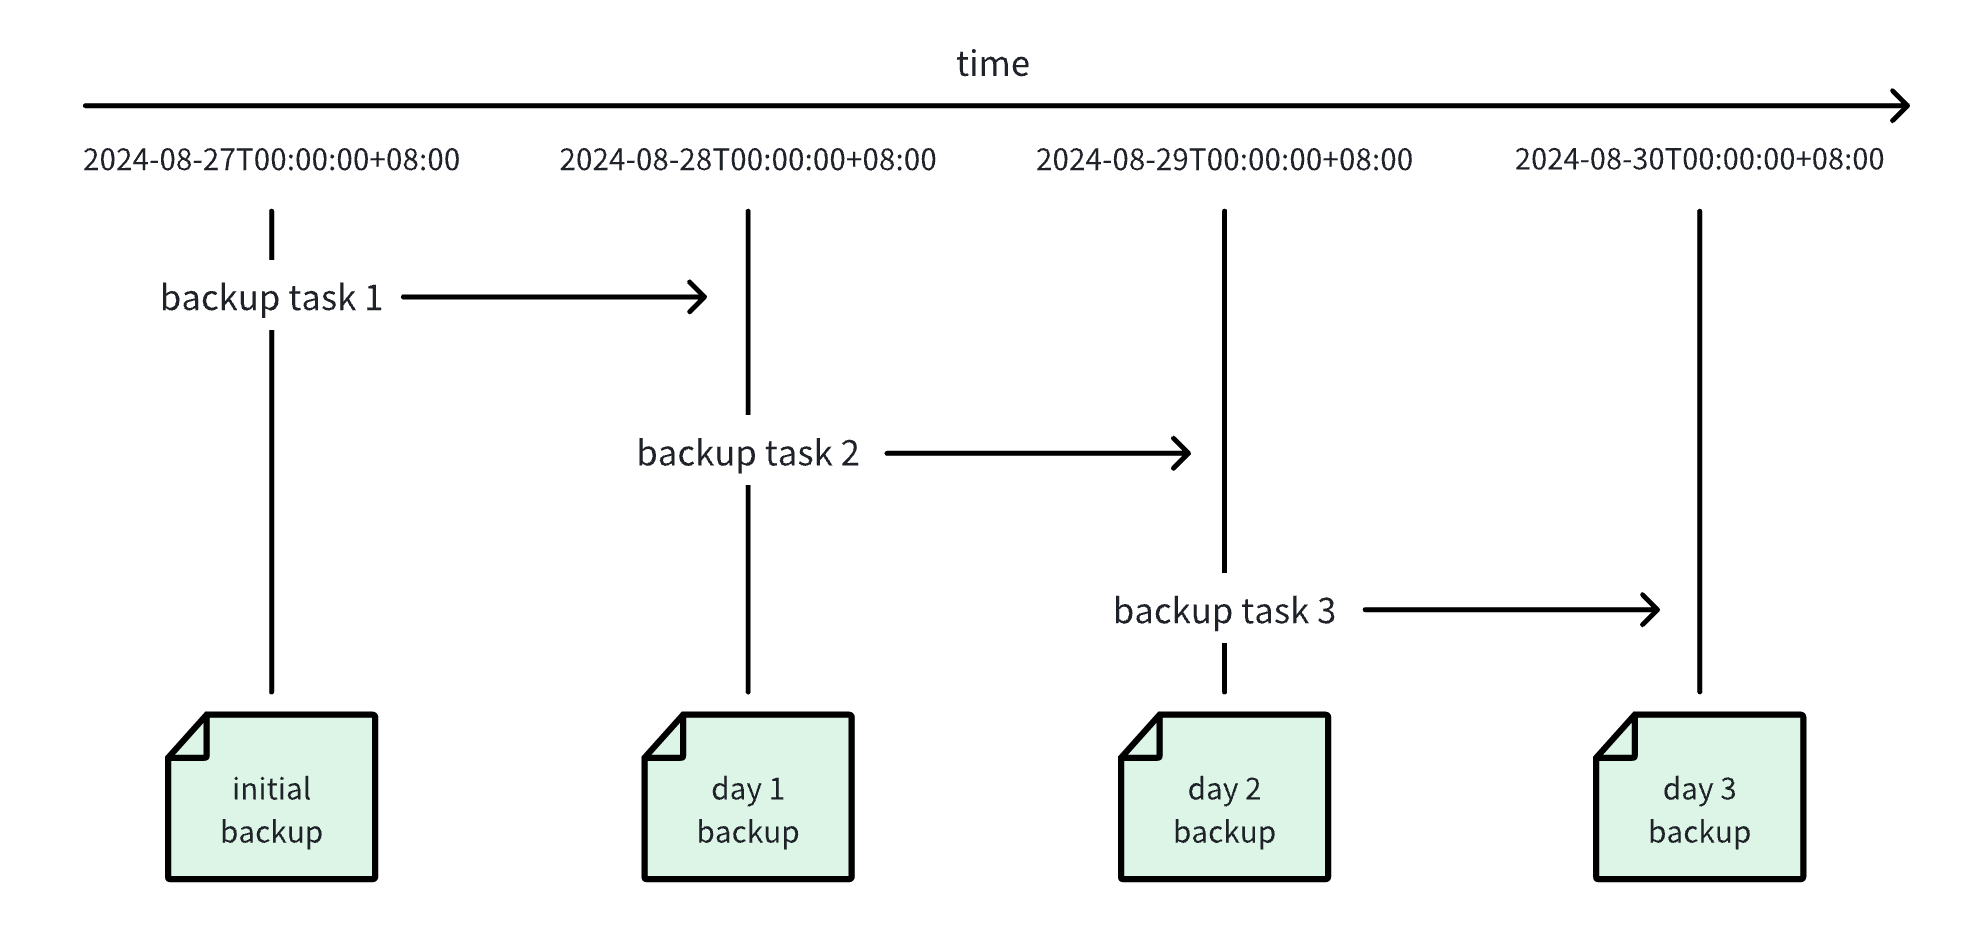 time
2024-08-27T00:00:00+08:00
2024-08-28T00:00:00+08:00
2024-08-29T00:00:00+08:00
2024-08-30T00:00:00+08:00
backup task 1
backup task 2
backup task 3
initial
backup
day 1
backup
day 2
backup
day 3
backup